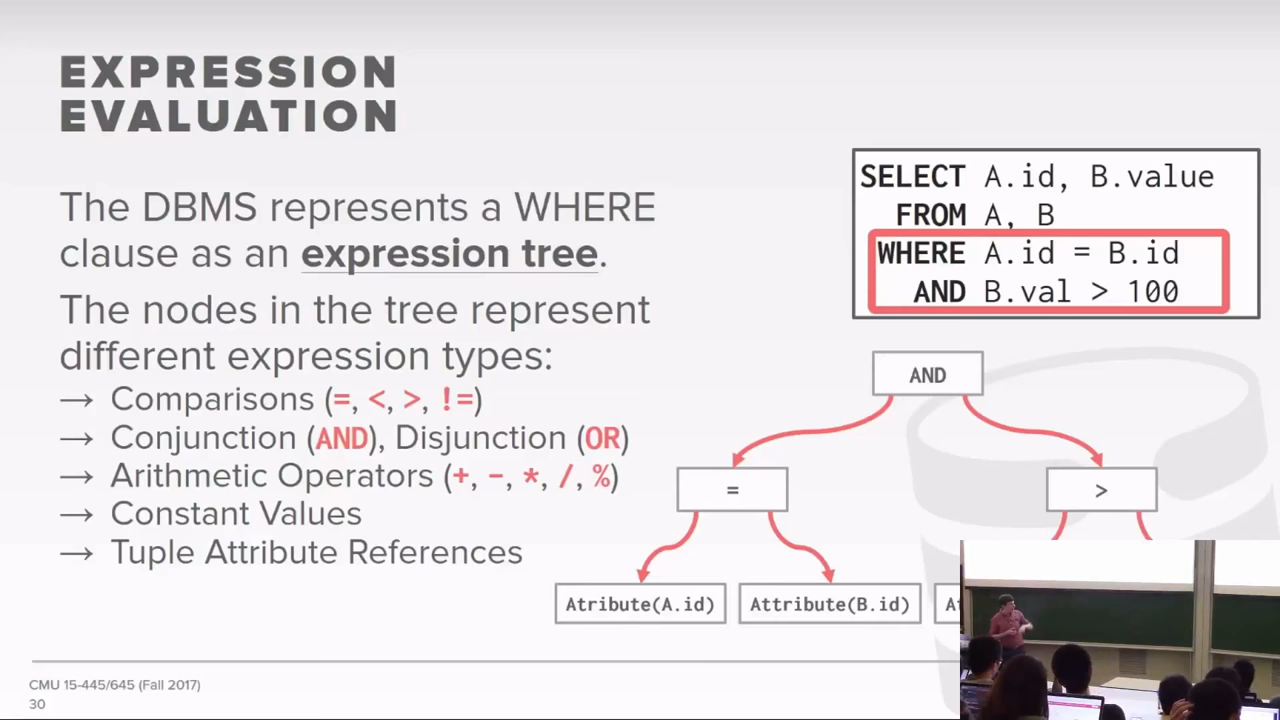 EXPRESSION
EVALUATION
The DBMS represents a WHERE
clause as an expression tree.
The nodes in the tree represent
different expression types:
→ Comparisons (=, <, >, !=)
→ Conjunction (AND), Disjunction (OR)
→ Arithmetic Operators (+, -, *, /, %)
→ Constant Values
→ Tuple Attribute References
SELECT A.id, B.value
FROM A, B
WHERE A.id = B.id
AND B.val > 100
AND
=
>
Atribute(A.id)
Attribute(B.id)
CMU 15-445/645 (Fall 2017)
30